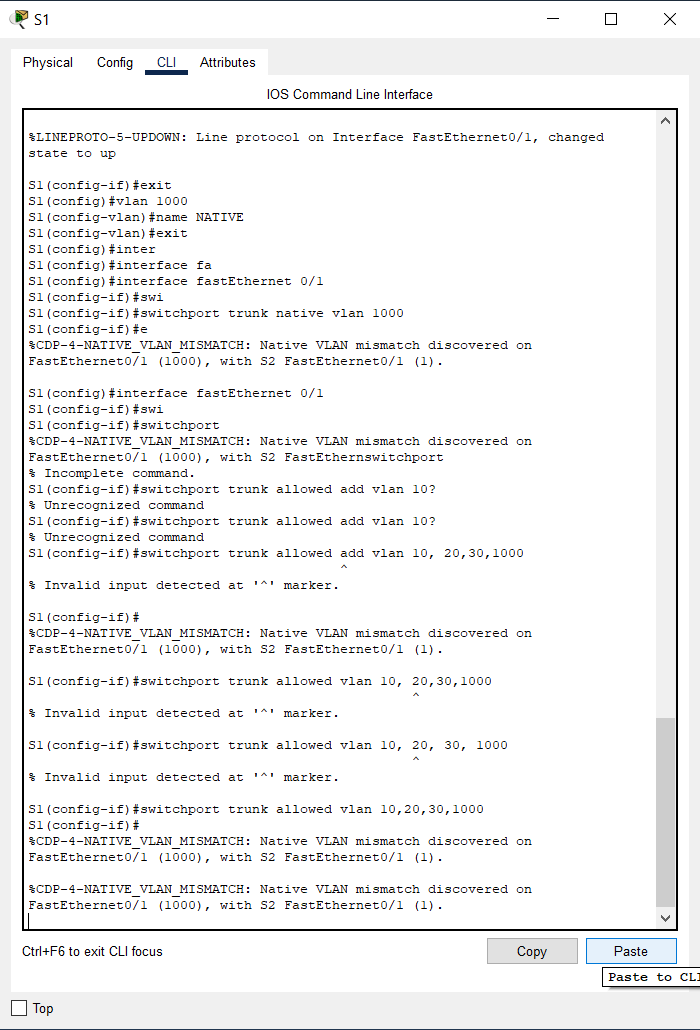 S1
Physical Config CLI Attributes
IOS Command Line Interface
%LINEPROTO-5-UPDOWN: Line protocol on Interface FastEthernet0/1, changed
state to up
S1(config-if)#exit
S1(config)#vlan 1000
S1(config-vlan)#name NATIVE
S1(config-vlan)#exit
S1(config)#inter
S1(config)#interface fa
S1(config)#interface fastEthernet 0/1
S1(config-if)#swi
S1(config-if)#switchport trunk native vlan 1000
S1(config-if)#e
%CDP-4-NATIVE_VLAN_MISMATCH: Native VLAN mismatch discovered on
FastEthernet0/1 (1000), with S2 FastEthernet0/1 (1).
S1(config)#interface fastEthernet 0/1
S1(config-if)#swi
S1(config-if)#switchport
%CDP-4-NATIVE_VLAN_MISMATCH: Native VLAN mismatch discovered on
FastEthernet0/1 (1000), with S2 FastEthernswitchport
% Incomplete command.
S1(config-if)#switchport trunk allowed add vlan 10?
% Unrecognized command
S1(config-if)#switchport trunk allowed add vlan 10?
% Unrecognized command
S1(config-if)#switchport trunk allowed add vlan 10, 20,30,1000
^
% Invalid input detected at '^' marker.
S1(config-if)#
%CDP-4-NATIVE_VLAN_MISMATCH: Native VLAN mismatch discovered on
FastEthernet0/1 (1000), with S2 FastEthernet0/1 (1).
S1(config-if)#switchport trunk allowed vlan 10, 20,30,1000
^
% Invalid input detected at '^' marker.
S1(config-if)#switchport trunk allowed vlan 10, 20, 30, 1000
^
% Invalid input detected at '^' marker.
S1(config-if)#switchport trunk allowed vlan 10,20,30,1000
S1(config-if)#
%CDP-4-NATIVE_VLAN_MISMATCH: Native VLAN mismatch discovered on
FastEthernet0/1 (1000), with S2 FastEthernet0/1 (1).
%CDP-4-NATIVE_VLAN_MISMATCH: Native VLAN mismatch discovered on
FastEthernet0/1 (1000), with S2 FastEthernet0/1 (1).
Ctrl+F6 to exit CLI focus
Copy
Paste
Paste to CLI
Top